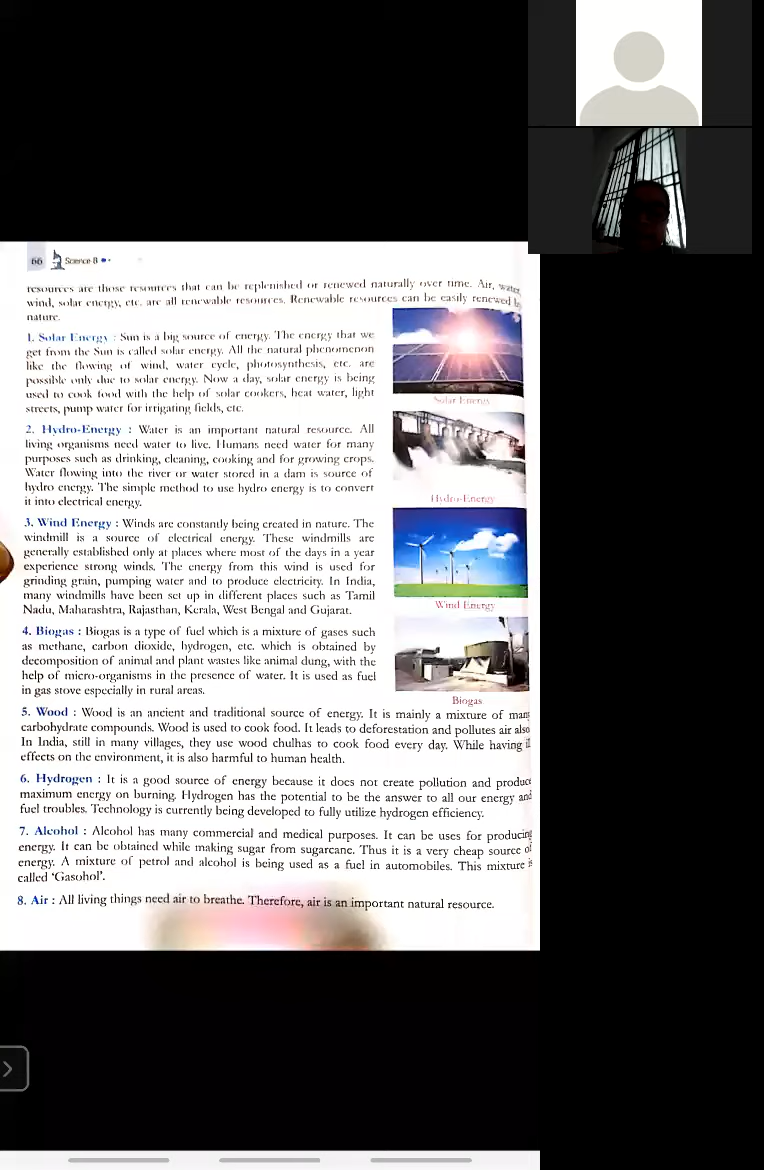 66 Science 8
resources are those resources that can be replenished or renewed naturally over time. Air, water,
wind, solar energy, etc. are all renewable resources. Renewable resources can be easily renewed by
nature.
1. Solar Energy : Sun is a big source of energy. The energy that we
get from the Sun is called solar energy. All the natural phenomenon
like the flowing of wind, water cycle, photosynthesis, etc. are
possible only due to solar energy. Now a day, solar energy is being
used to cook food with the help of solar cookers, heat water, light
streets, pump water for irrigating fields, etc.
Solar Energy
2. Hydro-Energy : Water is an important natural resource. All
living organisms need water to live. Humans need water for many
purposes such as drinking, cleaning, cooking and for growing crops.
Water flowing into the river or water stored in a dam is source of
hydro energy. The simple method to use hydro energy is to convert
it into electrical energy.
Hydro-Energy
3. Wind Energy : Winds are constantly being created in nature. The
windmill is a source of electrical energy. These windmills are
generally established only at places where most of the days in a year
experience strong winds. The energy from this wind is used for
grinding grain, pumping water and to produce electricity. In India,
many windmills have been set up in different places such as Tamil
Nadu, Maharashtra, Rajasthan, Kerala, West Bengal and Gujarat.
Wind Energy
4. Biogas : Biogas is a type of fuel which is a mixture of gases such
as methane, carbon dioxide, hydrogen, etc. which is obtained by
decomposition of animal and plant wastes like animal dung, with the
help of micro-organisms in the presence of water. It is used as fuel
in gas stove especially in rural areas.
Biogas
5. Wood : Wood is an ancient and traditional source of energy. It is mainly a mixture of many
carbohydrate compounds. Wood is used to cook food. It leads to deforestation and pollutes air also
In India, still in many villages, they use wood chulhas to cook food every day. While having
effects on the environment, it is also harmful to human health.
6. Hydrogen : It is a good source of energy because it does not create pollution and produce
maximum energy on burning. Hydrogen has the potential to be the answer to all our energy and
fuel troubles. Technology is currently being developed to fully utilize hydrogen efficiency.
7. Alcohol : Alcohol has many commercial and medical purposes. It can be uses for producing
energy. It can be obtained while making sugar from sugarcane. Thus it is a very cheap source of
energy. A mixture of petrol and alcohol is being used as a fuel in automobiles. This mixture is
called 'Gasohol'.
8. Air : All living things need air to breathe. Therefore, air is an important natural resource.